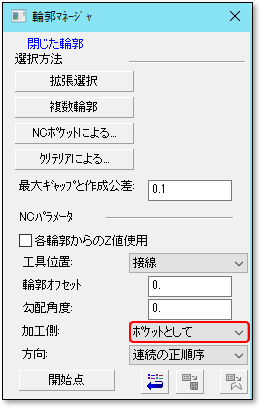 輪郭ﾏﾈｰｼﾞｬ
閉じた輪郭
選択方法
拡張選択
複数輪郭
NCﾎﾟｹｯﾄによる...
ｸﾘﾃﾘｱによる...
最大ｷﾞｬｯﾌﾟと作成公差: 0.1
NCﾊﾟﾗﾒｰﾀ
各輪郭からのZ値使用
工具位置: 接線
輪郭ｵﾌｾｯﾄ 0.
勾配角度: 0.
加工側: ﾎﾟｹｯﾄとして
方向: 連続の正順序
開始点